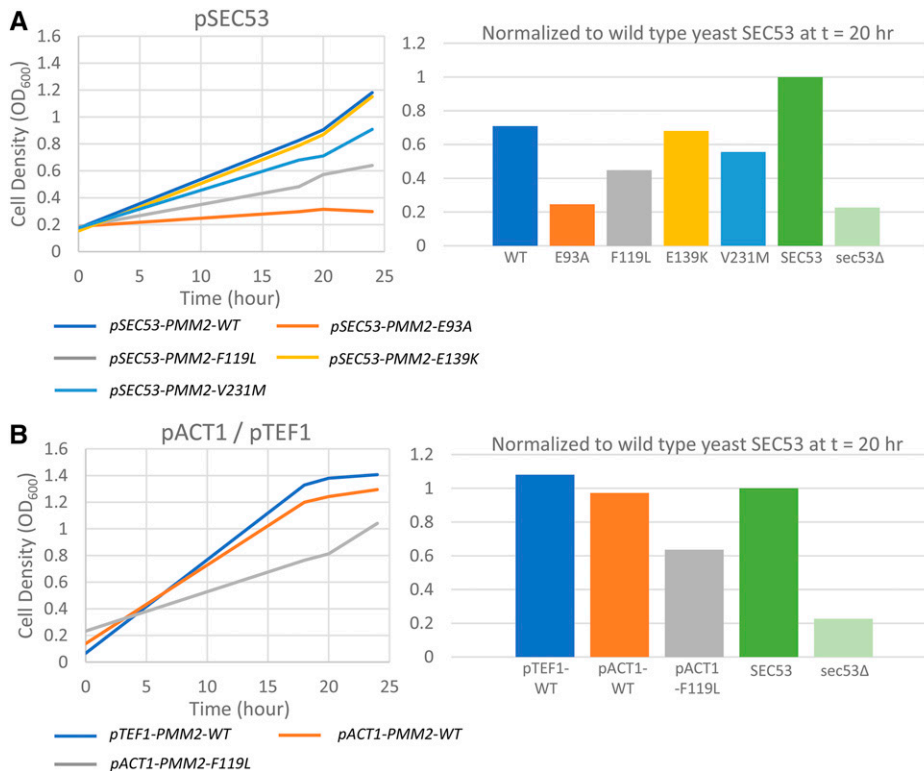 A
pSEC53
Cell Density (OD600)
1.6
1.4
1.2
1
0.8
0.6
0.4
0.2
0
0 5 10 15 20 25
Time (hour)
Normalized to wild type yeast SEC53 at t = 20 hr
1.2
1
0.8
0.6
0.4
0.2
0
WT E93A F119L E139K V231M SEC53 sec53Δ
pSEC53-PMM2-WT pSEC53-PMM2-E93A
pSEC53-PMM2-F119L pSEC53-PMM2-E139K
pSEC53-PMM2-V231M
B
pACT1 / pTEF1
Cell Density (OD600)
1.6
1.4
1.2
1
0.8
0.6
0.4
0.2
0
0 5 10 15 20 25
Time (hour)
Normalized to wild type yeast SEC53 at t = 20 hr
1.2
1
0.8
0.6
0.4
0.2
0
pTEF1- pACT1- pACT1 SEC53 sec53Δ
WT WT -F119L
pTEF1-PMM2-WT pACT1-PMM2-WT
pACT1-PMM2-F119L